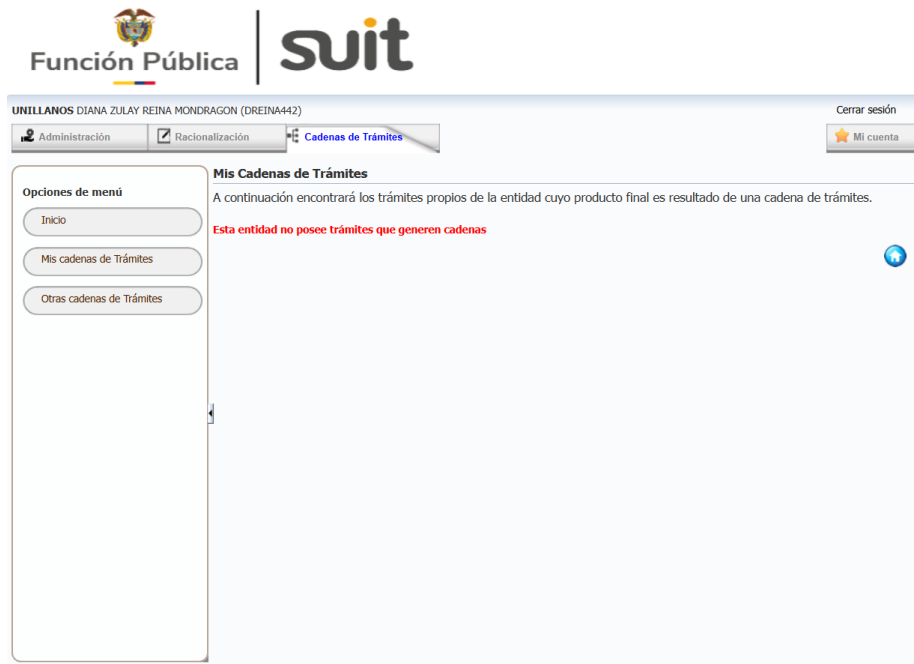 Función Pública
suit
UNILLANOS DIANA ZULAY REINA MONDRAGON (DREINA442)
Cerrar sesión
Administración
Racionalización
Cadenas de Trámites
Mi cuenta
Opciones de menú
Inicio
Mis cadenas de Trámites
Otras cadenas de Trámites
Mis Cadenas de Trámites
A continuación encontrará los trámites propios de la entidad cuyo producto final es resultado de una cadena de trámites.
Esta entidad no posee trámites que generen cadenas